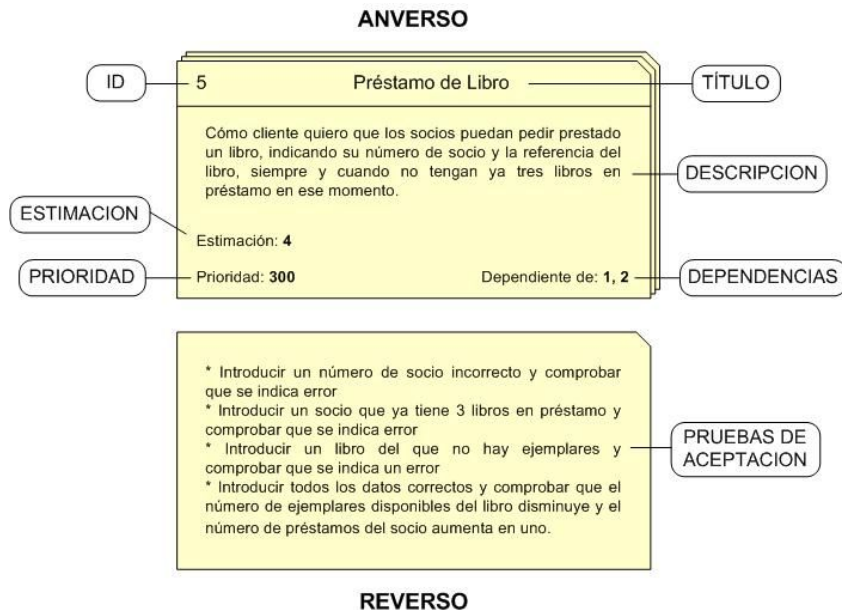 ANVERSO
ID
5
Préstamo de Libro
TÍTULO
Cómo cliente quiero que los socios puedan pedir prestado
un libro, indicando su número de socio y la referencia del
libro, siempre y cuando no tengan ya tres libros en
préstamo en ese momento.
DESCRIPCION
ESTIMACION
Estimación: 4
PRIORIDAD
Prioridad: 300
Dependiente de: 1, 2
DEPENDENCIAS
* Introducir un número de socio incorrecto y comprobar
que se indica error
* Introducir un socio que ya tiene 3 libros en préstamo y
comprobar que se indica error
* Introducir un libro del que no hay ejemplares y
comprobar que se indica un error
* Introducir todos los datos correctos y comprobar que el
número de ejemplares disponibles del libro disminuye y el
número de préstamos del socio aumenta en uno.
PRUEBAS DE
ACEPTACION
REVERSO